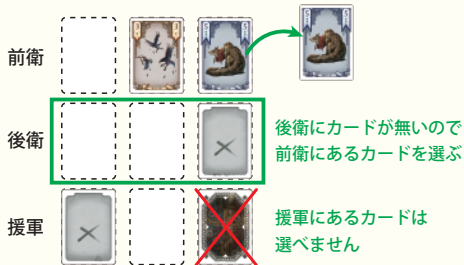 前衛
後衛
後衛にカードが無いので
前衛にあるカードを選ぶ
援軍
援軍にあるカードは
選べません